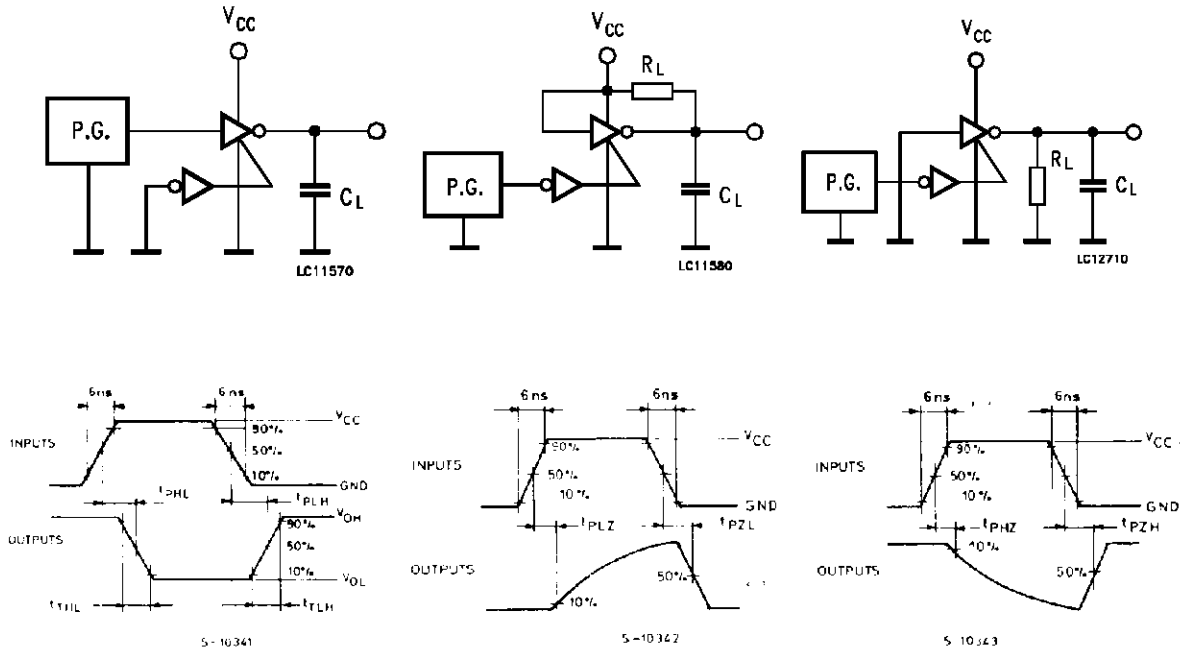 VCC
P.G.
CL
LC11570
VCC
RL
P.G.
CL
LC11580
VCC
P.G.
RL
CL
LC12710
6ns
6ns
INPUTS
VCC
90%
50%
10%
GND
tPHL
tPLH
OUTPUTS
VOH
90%
50%
10%
VOL
tTHL
tTLH
S-10341
6ns
6ns
INPUTS
VCC
90%
50%
10%
GND
tPLZ
tPZL
OUTPUTS
50%
10%
S-10342
6ns
6ns
INPUTS
VCC
90%
50%
10%
GND
tPHZ
tPZH
10%
OUTPUTS
50%
S-10343